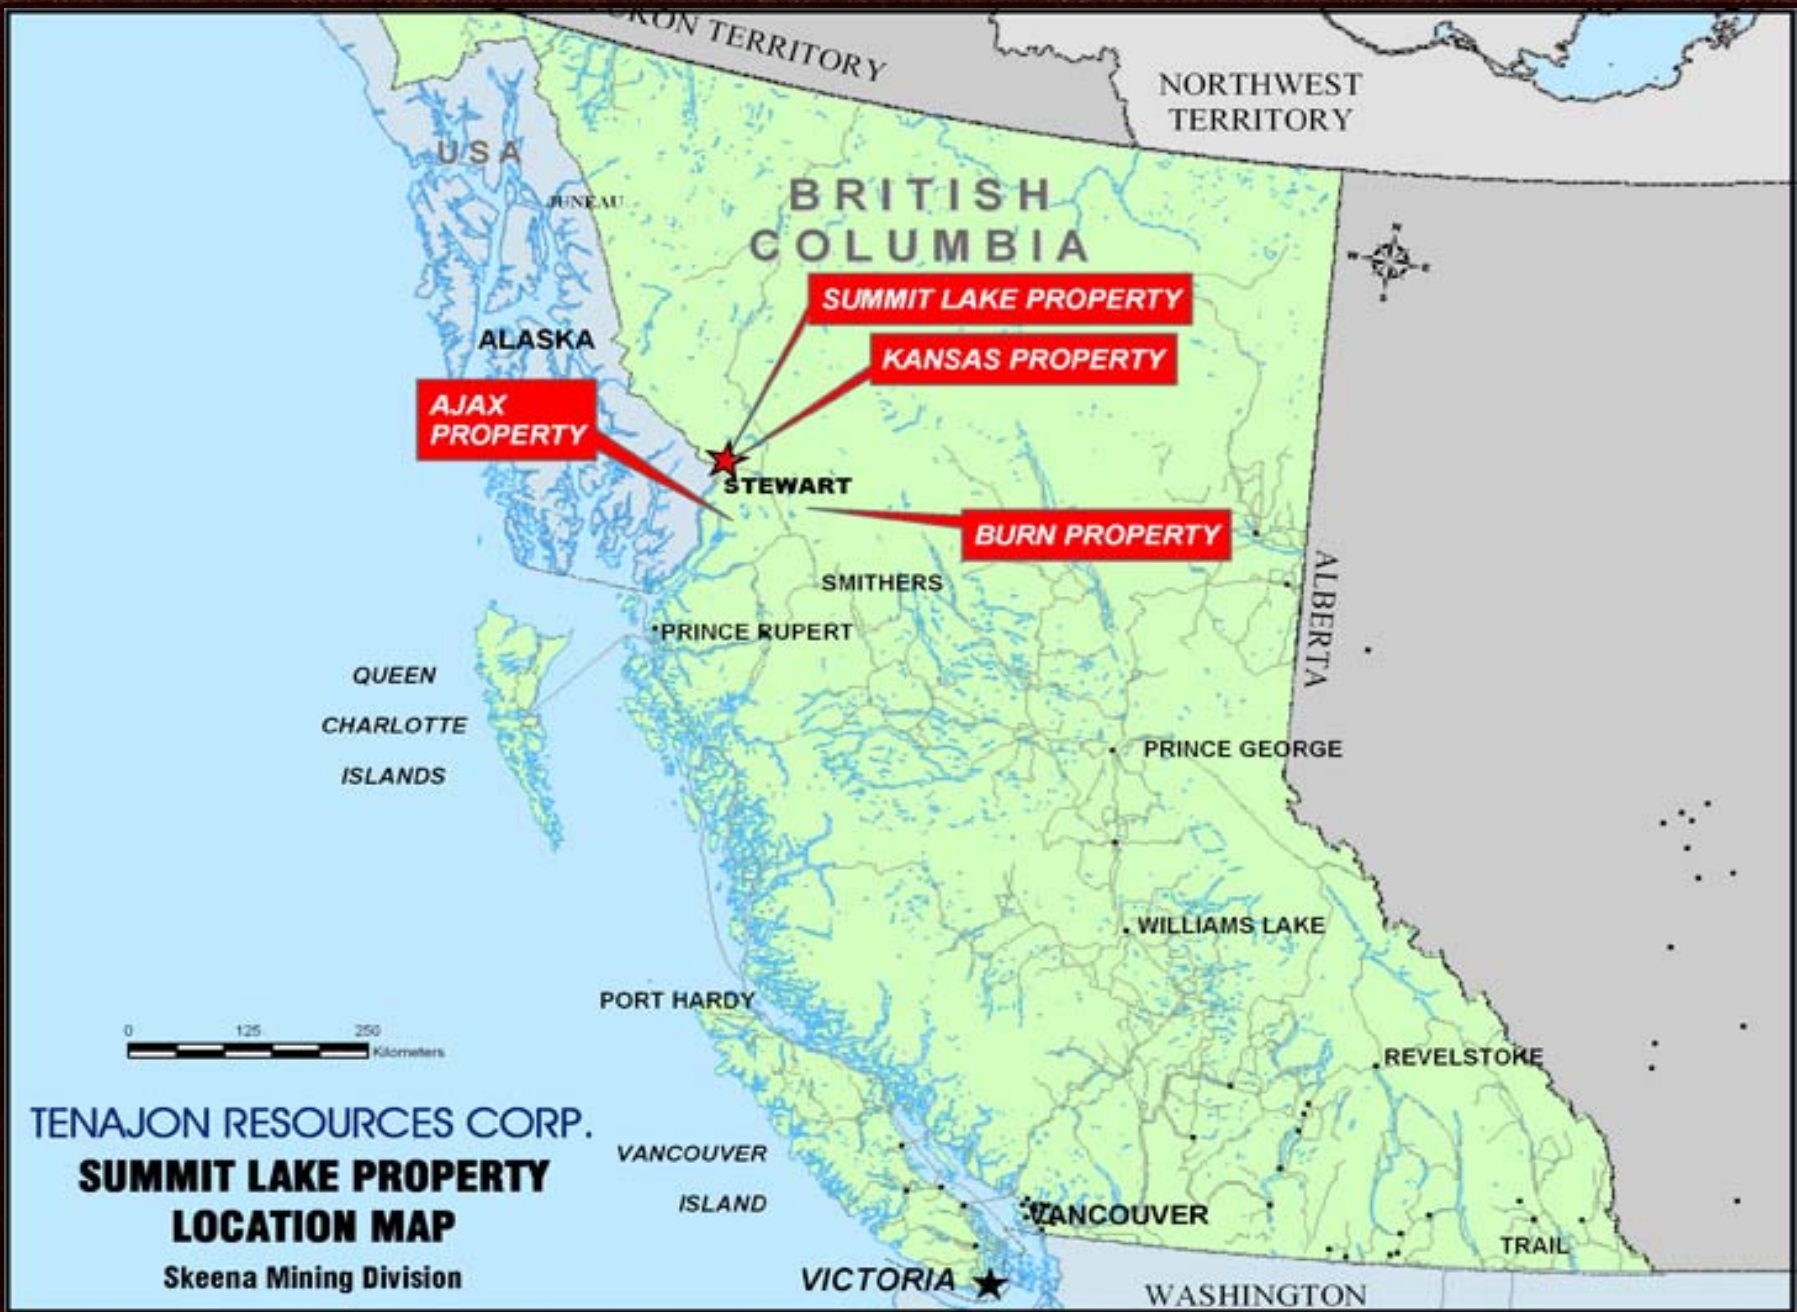 YUKON TERRITORY
NORTHWEST
TERRITORY
USA
JUNEAU
BRITISH
COLUMBIA
N
W
E
S
SUMMIT LAKE PROPERTY
ALASKA
KANSAS PROPERTY
AJAX
PROPERTY
STEWART
BURN PROPERTY
ALBERTA
SMITHERS
PRINCE RUPERT
QUEEN
CHARLOTTE
ISLANDS
PRINCE GEORGE
WILLIAMS LAKE
PORT HARDY
0 125 250
Kilometers
REVELSTOKE
TENAJON RESOURCES CORP.
SUMMIT LAKE PROPERTY
LOCATION MAP
Skeena Mining Division
VANCOUVER
ISLAND
VANCOUVER
TRAIL
VICTORIA
WASHINGTON